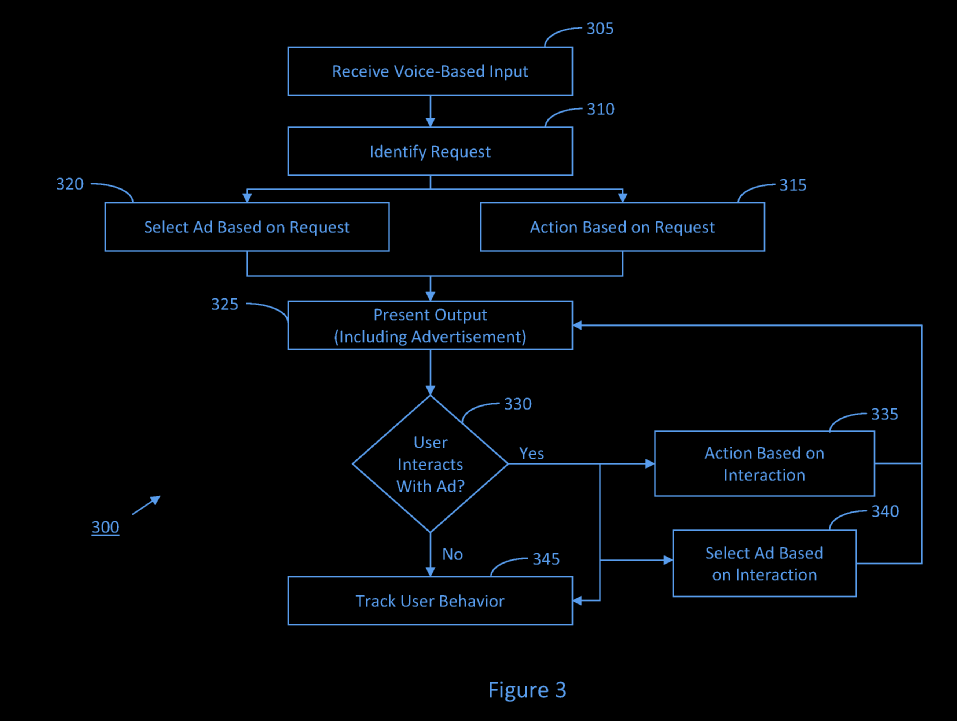 305
Receive Voice-Based Input
310
Identify Request
320
315
Select Ad Based on Request
Action Based on Request
325
Present Output
(Including Advertisement)
330
335
User
Interacts
With Ad?
Yes
Action Based on
Interaction
300
340
No
345
Select Ad Based
on Interaction
Track User Behavior
Figure 3